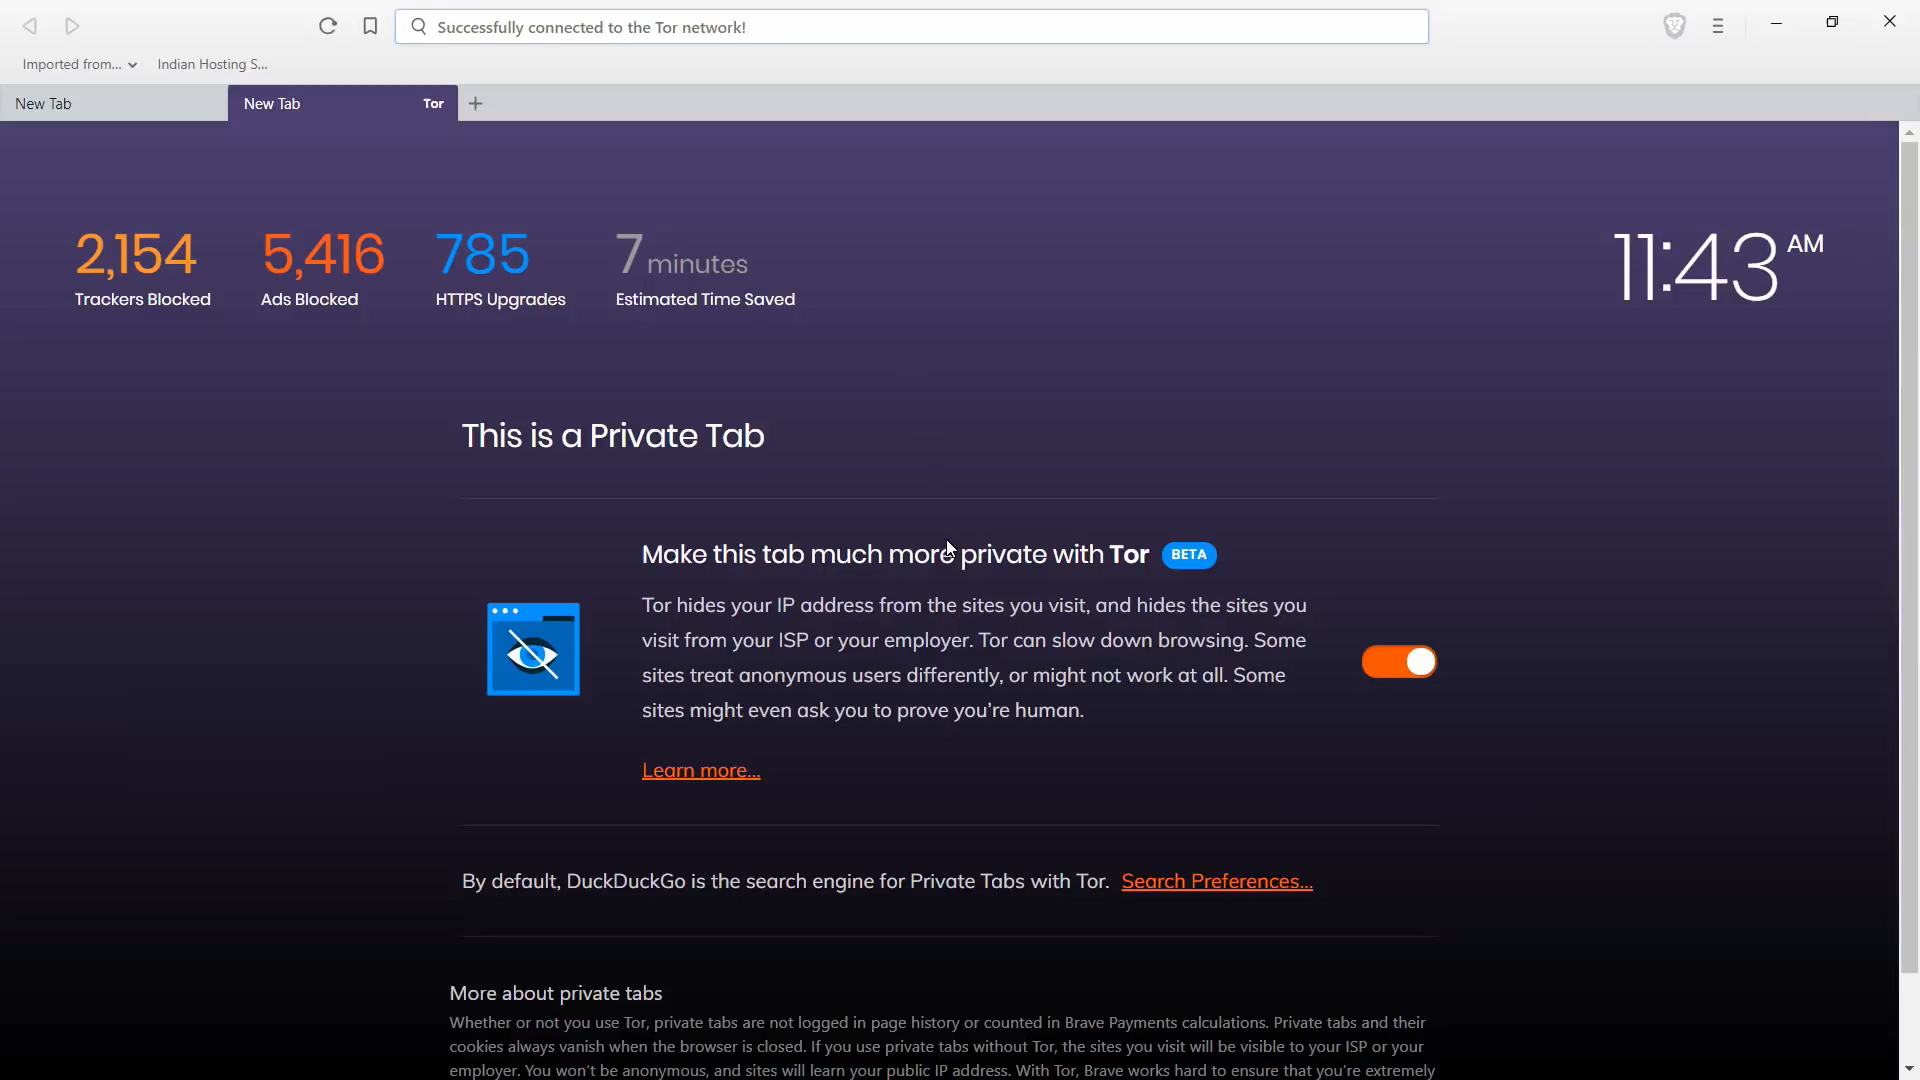 Successfully connected to the Tor network!
Imported from... Indian Hosting S...
New Tab New Tab Tor
2,154 5,416 785 7 minutes
Trackers Blocked Ads Blocked HTTPS Upgrades Estimated Time Saved
11:43 AM
This is a Private Tab
Make this tab much more private with Tor BETA
Tor hides your IP address from the sites you visit, and hides the sites you
visit from your ISP or your employer. Tor can slow down browsing. Some
sites treat anonymous users differently, or might not work at all. Some
sites might even ask you to prove you're human.
Learn more...
By default, DuckDuckGo is the search engine for Private Tabs with Tor. Search Preferences...
More about private tabs
Whether or not you use Tor, private tabs are not logged in page history or counted in Brave Payments calculations. Private tabs and their
cookies always vanish when the browser is closed. If you use private tabs without Tor, the sites you visit will be visible to your ISP or your
employer. You won't be anonymous, and sites will learn your public IP address. With Tor, Brave works hard to ensure that you're extremely